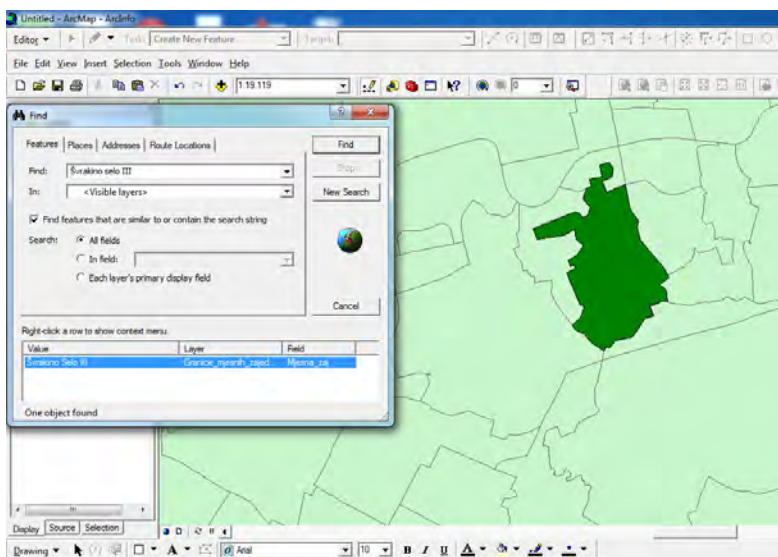 Untitled - ArcMap - ArcInfo
Editor Task: Create New Feature Target:
File Edit View Insert Selection Tools Window Help
1:19.119 0
Find
Features Places Addresses Route Locations Find
Find: Švrakino selo III Stop
In: <Visible layers> New Search
Find features that are similar to or contain the search string
Search: All fields
In field:
Each layer's primary display field
Cancel
Right-click a row to show context menu.
Value Layer Field
Švrakino Selo III Granice_mjesnih_zajed... Mjesna_zaj
One object found
Display Source Selection
Drawing A Arial 10 B I U A